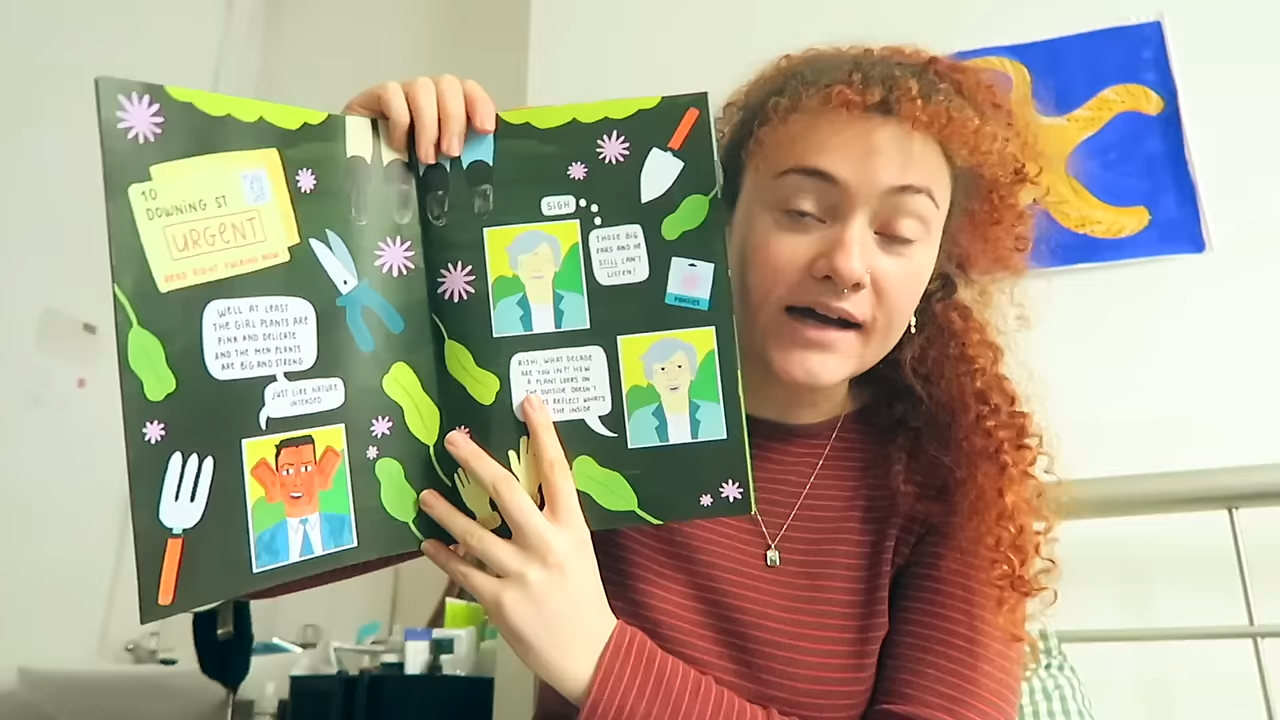 10
DOWNING ST
URGENT
READ RIGHT FUCKING NOW
WELL AT LEAST
THE GIRL PLANTS ARE
PINK AND DELICATE
AND THE MEN PLANTS
ARE BIG AND STRONG
JUST LIKE NATURE
INTENDED
SIGH
THOSE BIG
EARS AND HE
STILL CAN'T
LISTEN!
PANSIES
RISHI, WHAT DECADE
ARE YOU IN?! HOW
A PLANT LOOKS ON
THE OUTSIDE DOESN'T
REFLECT WHAT'S
THE INSIDE